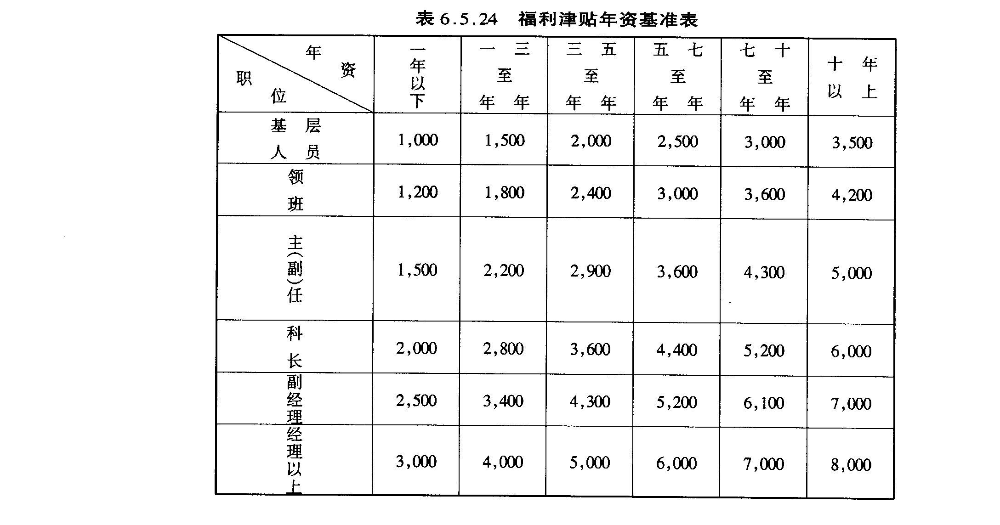 表 6.5.24 福利津贴年资基准表
年资
职位
一年以下
一年至三年
三年至五年
五年至七年
七年至十年
十年以上
基层人员
1,000 1,500 2,000 2,500 3,000 3,500
领班
1,200 1,800 2,400 3,000 3,600 4,200
主(副)任
1,500 2,200 2,900 3,600 4,300 5,000
科长
2,000 2,800 3,600 4,400 5,200 6,000
副经理
2,500 3,400 4,300 5,200 6,100 7,000
经理以上
3,000 4,000 5,000 6,000 7,000 8,000